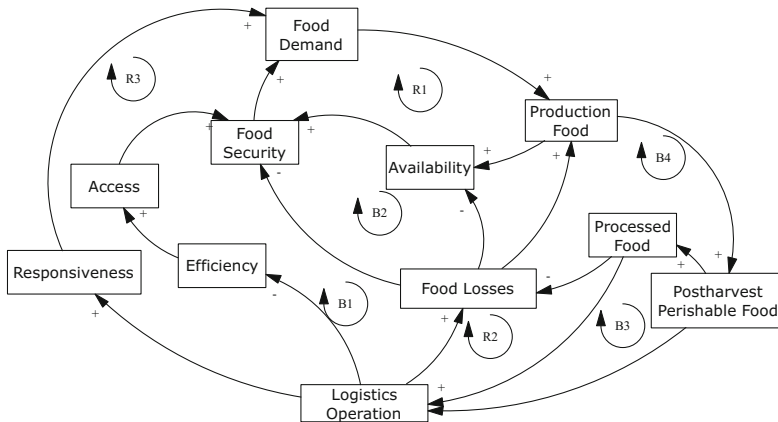 Food
Demand
+
R3
+
R1
+
Production
Food
+
Food
Security
+
+
+
-
Availability
B4
Access
+
B2
-
Processed
Food
+
+
Responsiveness
Efficiency
-
Food Losses
-
Postharvest
Perishable Food
+
B1
+
R2
B3
Logistics
Operation
+